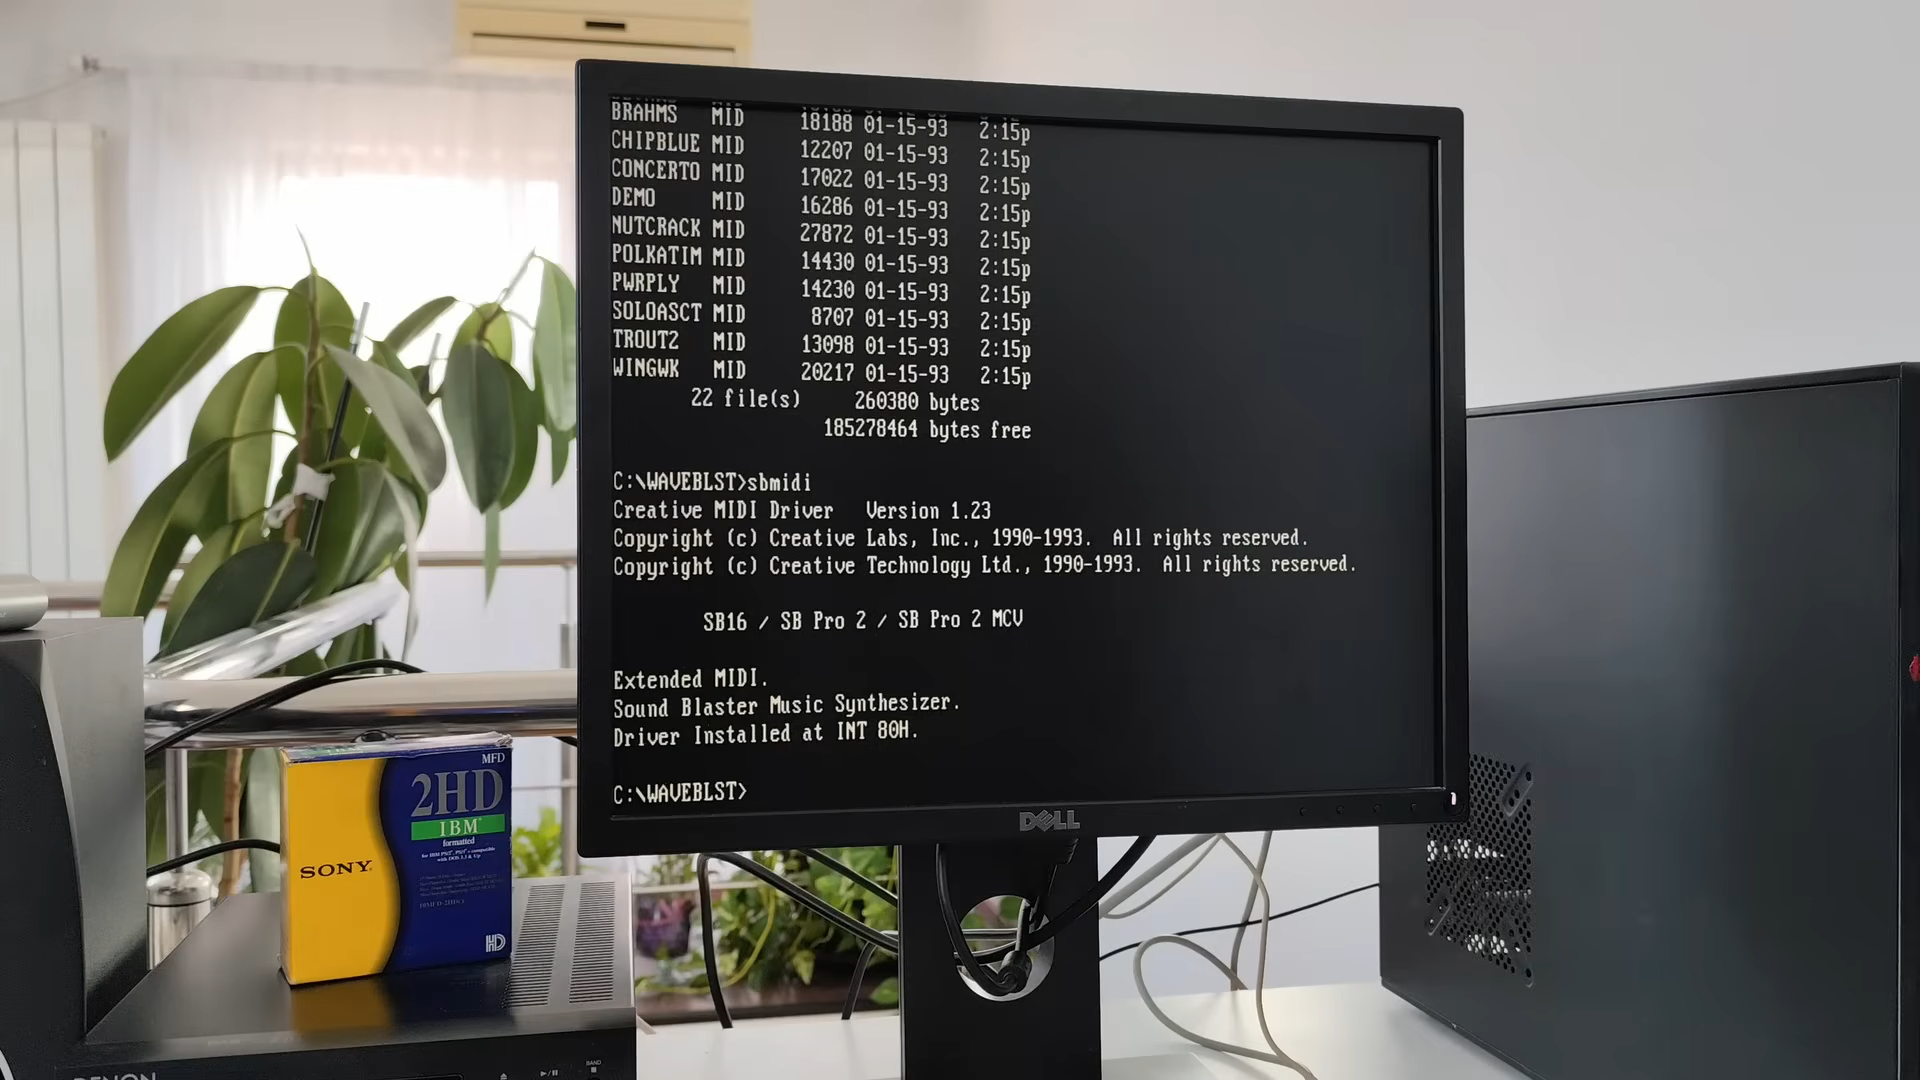 BRAHMS MID 18188 01-15-93 2:15p
CHIPBLUE MID 12207 01-15-93 2:15p
CONCERTO MID 17022 01-15-93 2:15p
DEMO MID 16286 01-15-93 2:15p
NUTCRACK MID 27872 01-15-93 2:15p
POLKATIM MID 14430 01-15-93 2:15p
PWRPLY MID 14230 01-15-93 2:15p
SOLOASCT MID 8707 01-15-93 2:15p
TROUT2 MID 13098 01-15-93 2:15p
WINGWK MID 20217 01-15-93 2:15p
22 file(s) 260380 bytes
185278464 bytes free
C:\WAVEBLST>sbmidi
Creative MIDI Driver Version 1.23
Copyright (c) Creative Labs, Inc., 1990-1993. All rights reserved.
Copyright (c) Creative Technology Ltd., 1990-1993. All rights reserved.
SB16 / SB Pro 2 / SB Pro 2 MCV
Extended MIDI.
Sound Blaster Music Synthesizer.
Driver Installed at INT 80H.
C:\WAVEBLST>
DELL
MFD
2HD
IBM
formatted
SONY
HD
DENON
BAND